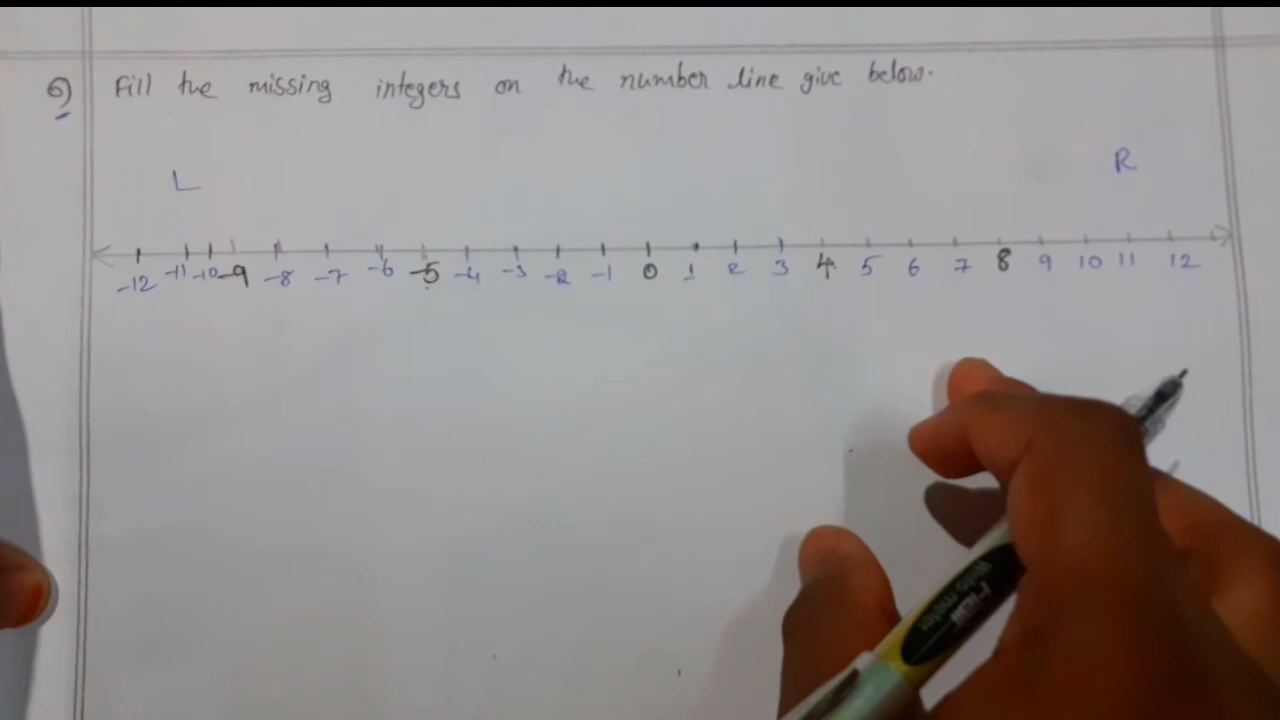 6) Fill the missing integers on the number line give below.
L R
-12 -11 -10 -9 -8 -7 -6 -5 -4 -3 -2 -1 0 1 2 3 4 5 6 7 8 9 10 11 12